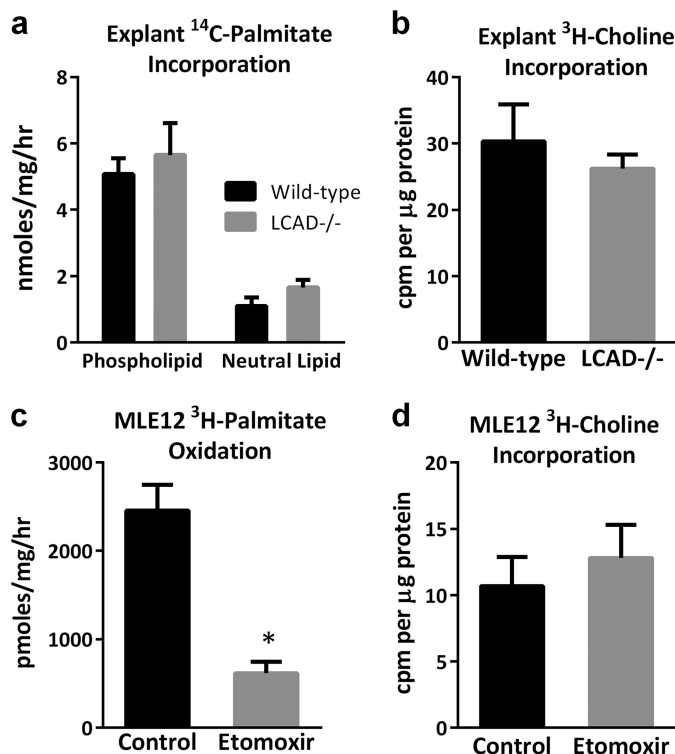 a
Explant ¹⁴C-Palmitate
Incorporation
nmoles/mg/hr
8
6
4
2
0
Wild-type
LCAD-/-
Phospholipid Neutral Lipid
b
Explant ³H-Choline
Incorporation
cpm per µg protein
40
30
20
10
0
Wild-type LCAD-/-
c
MLE12 ³H-Palmitate
Oxidation
pmoles/mg/hr
3000
2000
1000
0
*
Control Etomoxir
d
MLE12 ³H-Choline
Incorporation
cpm per µg protein
20
15
10
5
0
Control Etomoxir